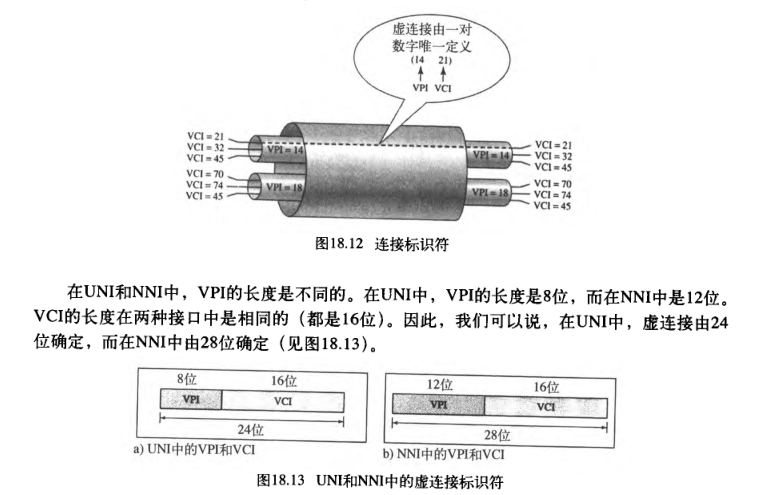 虚连接由一对
数字唯一定义
(14 21)
VPI VCI
VCI = 21
VCI = 32
VCI = 45
VPI = 14
VCI = 70
VCI = 74
VCI = 45
VPI = 18
VPI = 14
VCI = 21
VCI = 32
VCI = 45
VPI = 18
VCI = 70
VCI = 74
VCI = 45
图18.12 连接标识符
在UNI和NNI中，VPI的长度是不同的。在UNI中，VPI的长度是8位，而在NNI中是12位。
VCI的长度在两种接口中是相同的（都是16位）。因此，我们可以说，在UNI中，虚连接由24
位确定，而在NNI中由28位确定（见图18.13）。
8位 16位
VPI VCI
24位
a) UNI中的VPI和VCI
12位 16位
VPI VCI
28位
b) NNI中的VPI和VCI
图18.13 UNI和NNI中的虚连接标识符